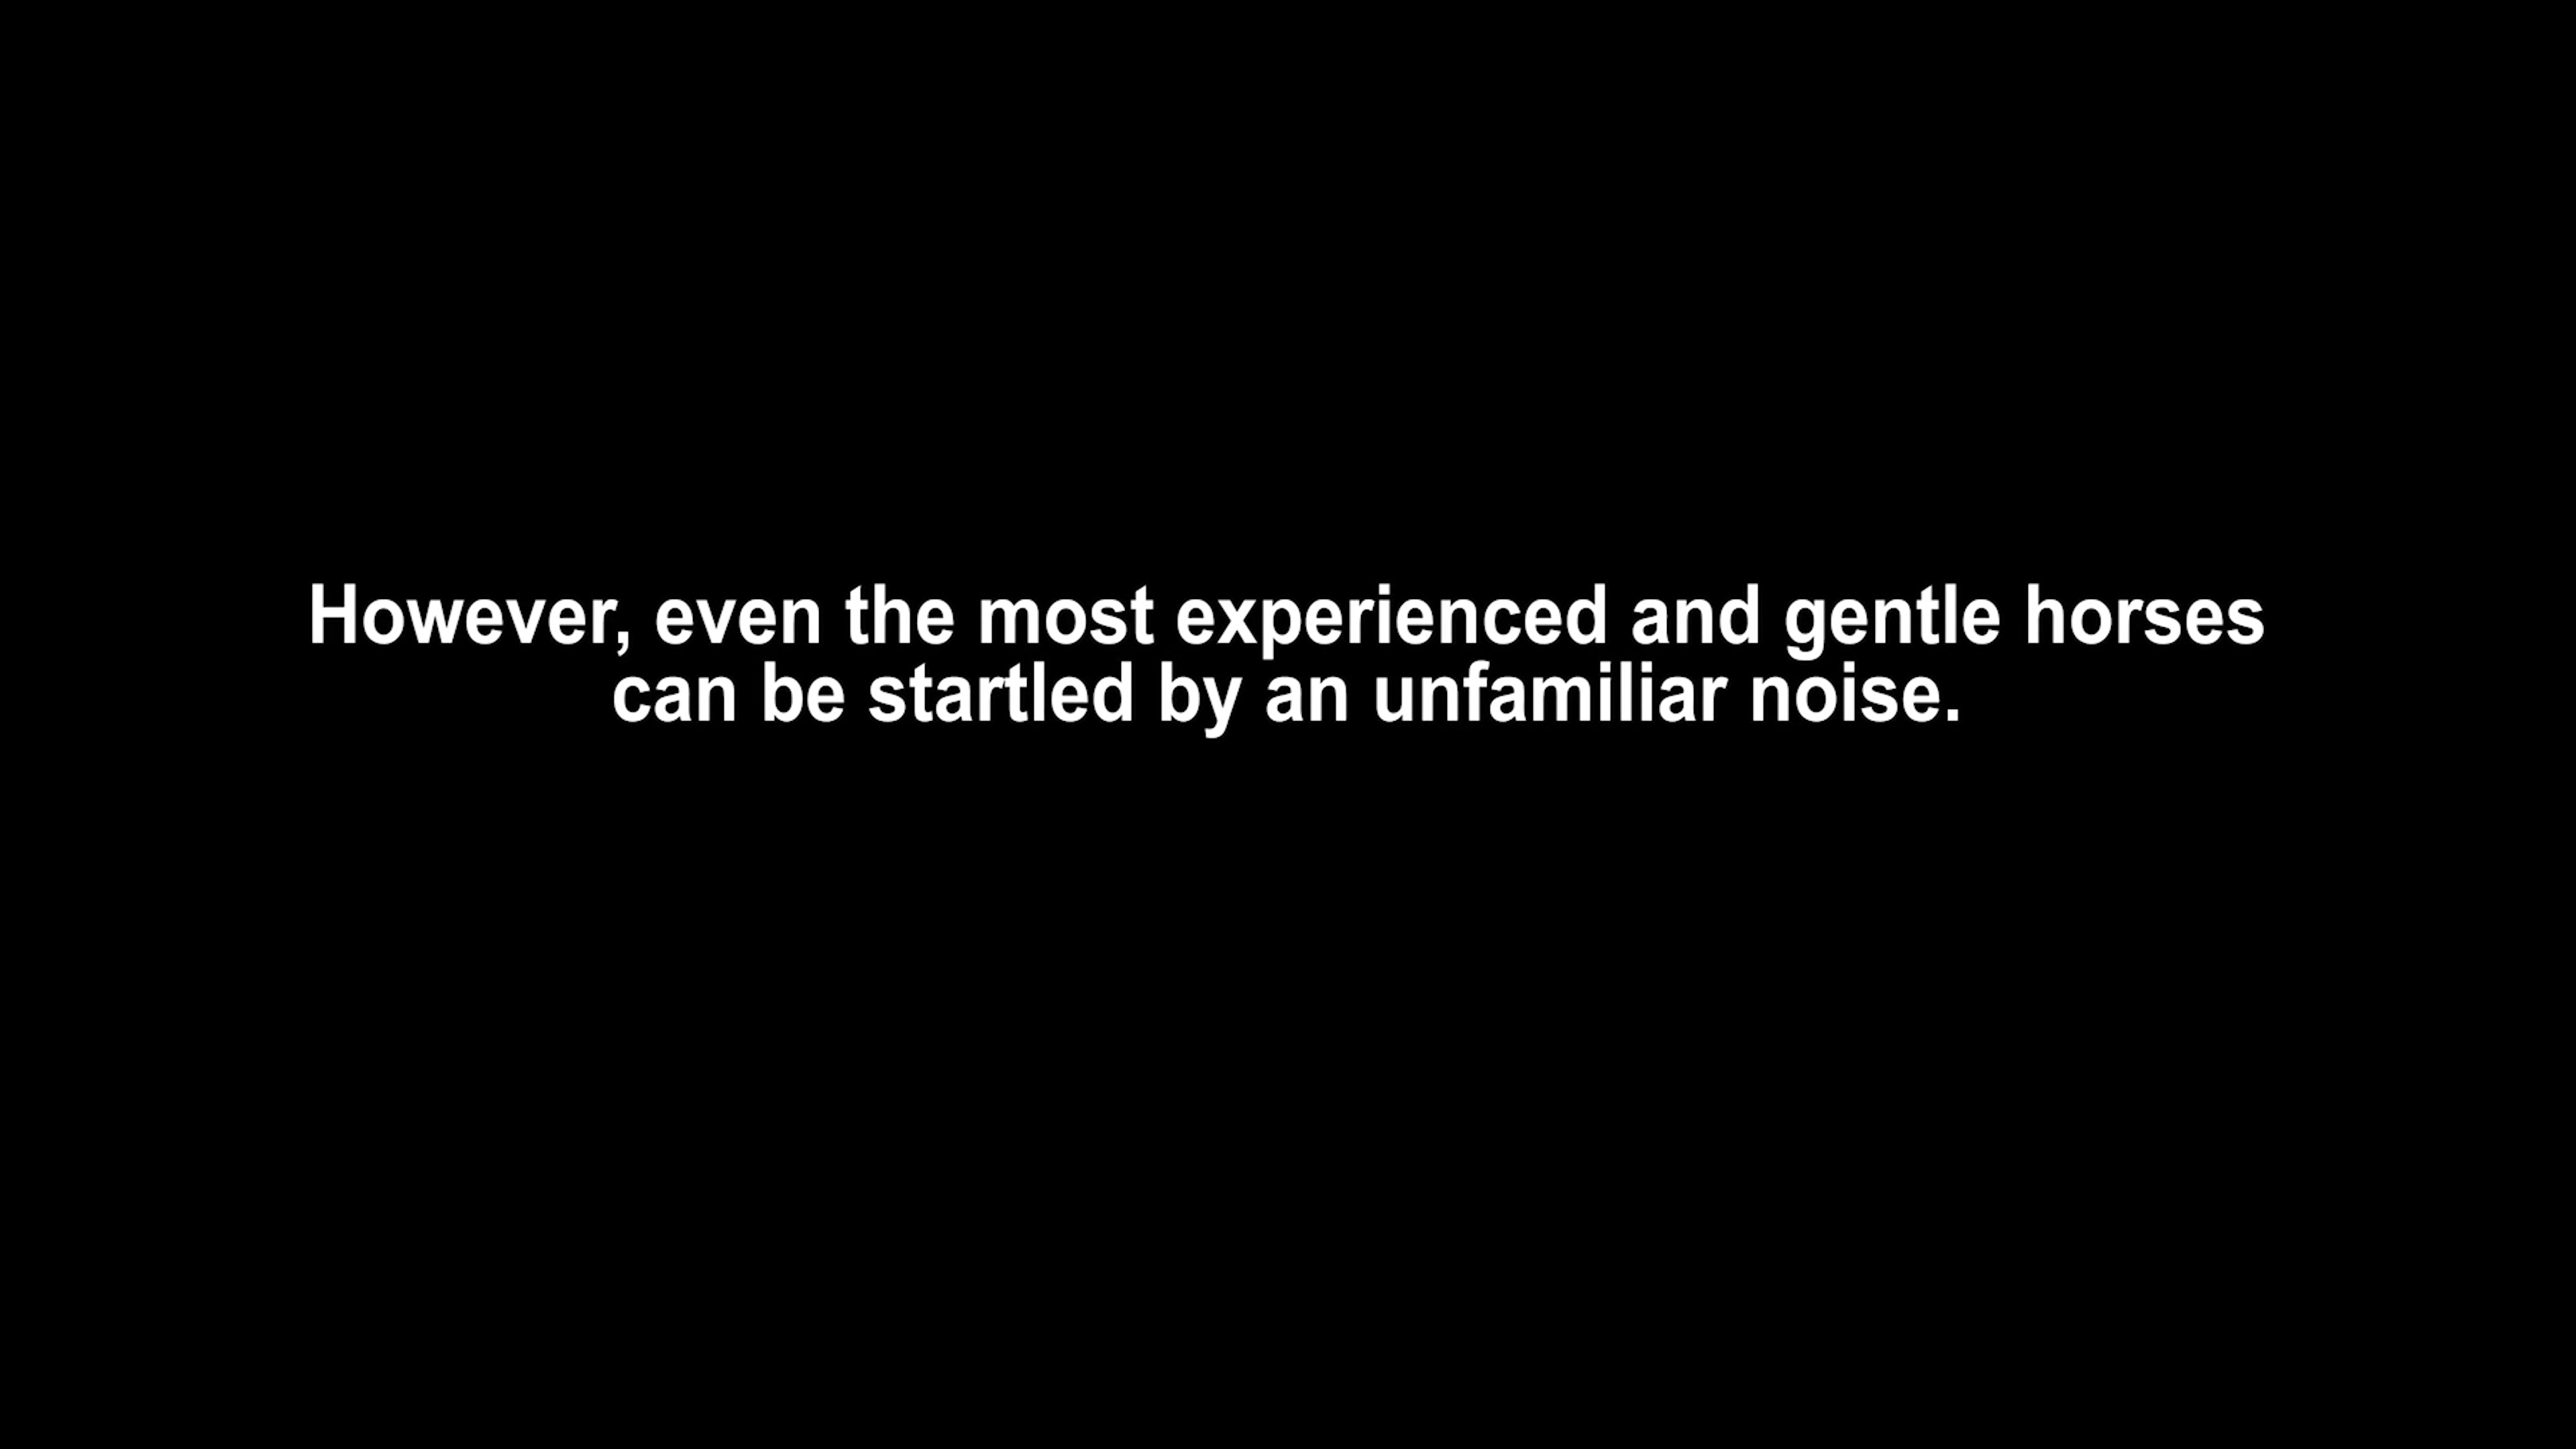 However, even the most experienced and gentle horses
can be startled by an unfamiliar noise.